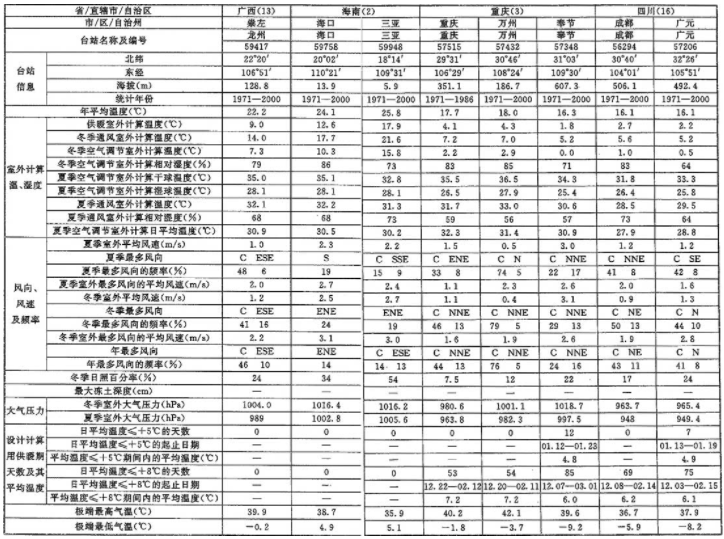 省/直辖市/自治区 广西(13) 海南(2) 重庆(3) 四川(16)
市/区/自治州 崇左 海口 三亚 重庆 万州 奉节 成都 广元
台站名称及编号 龙州 海口 三亚 重庆 万州 奉节 成都 广元
59417 59758 59948 57515 57432 57348 56294 57206
台站信息
北纬 22°20′ 20°02′ 18°14′ 29°31′ 30°46′ 31°03′ 30°40′ 32°26′
东经 106°51′ 110°21′ 109°31′ 106°29′ 108°24′ 109°30′ 104°01′ 105°51′
海拔(m) 128.8 13.9 5.9 351.1 186.7 607.3 506.1 492.4
统计年份 1971—2000 1971—2000 1971—2000 1971—1986 1971—2000 1971—2000 1971—2000 1971—2000
年平均温度(℃) 22.2 24.1 25.8 17.7 18.0 16.3 16.1 16.1
室外计算温、湿度
供暖室外计算温度(℃) 9.0 12.6 17.9 4.1 4.3 1.8 2.7 2.2
冬季通风室外计算温度(℃) 14.0 17.7 21.6 7.2 7.0 5.2 5.6 5.2
冬季空气调节室外计算温度(℃) 7.3 10.3 15.8 2.2 2.9 0.0 1.0 0.5
冬季空气调节室外计算相对湿度(%) 79 86 73 83 85 71 83 64
夏季空气调节室外计算干球温度(℃) 35.0 35.1 32.8 35.5 36.5 34.3 31.8 33.3
夏季空气调节室外计算湿球温度(℃) 28.1 28.1 28.1 26.5 27.9 25.4 26.4 25.8
夏季通风室外计算温度(℃) 32.1 32.2 31.3 31.7 33.0 30.6 28.5 29.5
夏季通风室外计算相对湿度(%) 68 68 73 59 56 57 73 64
夏季空气调节室外计算日平均温度(℃) 30.9 30.5 30.2 32.3 31.4 30.9 27.9 28.8
风向、风速及频率
夏季室外平均风速(m/s) 1.0 2.3 2.2 1.5 0.5 3.0 1.2 1.2
夏季最多风向 C ESE S C SSE C ENE C N C NNE C NNE C SE
夏季最多风向的频率(%) 48 6 19 15 9 33 8 74 5 22 17 41 8 42 8
夏季室外最多风向的平均风速(m/s) 2.0 2.7 2.4 1.1 2.3 2.6 2.0 1.6
冬季室外平均风速(m/s) 1.2 2.5 2.7 1.1 0.4 3.1 0.9 1.3
冬季最多风向 C ESE ENE ENE C NNE C NNE C NNE C NNE C N
冬季最多风向的频率(%) 41 16 24 19 46 13 79 5 29 13 50 13 44 10
冬季室外最多风向的平均风速(m/s) 2.2 3.1 3.0 1.6 1.9 2.6 1.9 2.8
年最多风向 C ESE ENE C ESE C NNE C NNE C NNE C NE C N
年最多风向的频率(%) 46 10 14 14 13 44 13 76 5 24 16 43 11 41 8
冬季日照百分率(%) 24 34 54 7.5 12 22 17 24
最大冻土深度(cm) — — — — — — — —
大气压力
冬季室外大气压力(hPa) 1004.0 1016.4 1016.2 980.6 1001.1 1018.7 963.7 965.4
夏季室外大气压力(hPa) 989 1002.8 1005.6 963.8 982.3 997.5 948 949.4
设计计算用供暖期天数及其平均温度
日平均温度≤+5℃的天数 0 0 0 0 0 12 0 7
日平均温度≤+5℃的起止日期 — — — — — 01.12—01.23 — 01.13—01.19
平均温度≤+5℃期间内的平均温度(℃) — — — — — 4.8 — 4.9
日平均温度≤+8℃的天数 0 0 0 53 54 85 69 75
日平均温度≤+8℃的起止日期 — — — 12.22—02.12 12.20—02.11 12.07—03.01 12.08—02.14 12.03—02.15
平均温度≤+8℃期间内的平均温度(℃) — — — 7.2 7.2 6.0 6.2 6.1
极端最高气温(℃) 39.9 38.7 35.9 40.2 42.1 39.6 36.7 37.9
极端最低气温(℃) −0.2 4.9 5.1 −1.8 −3.7 −9.2 −5.9 −8.2